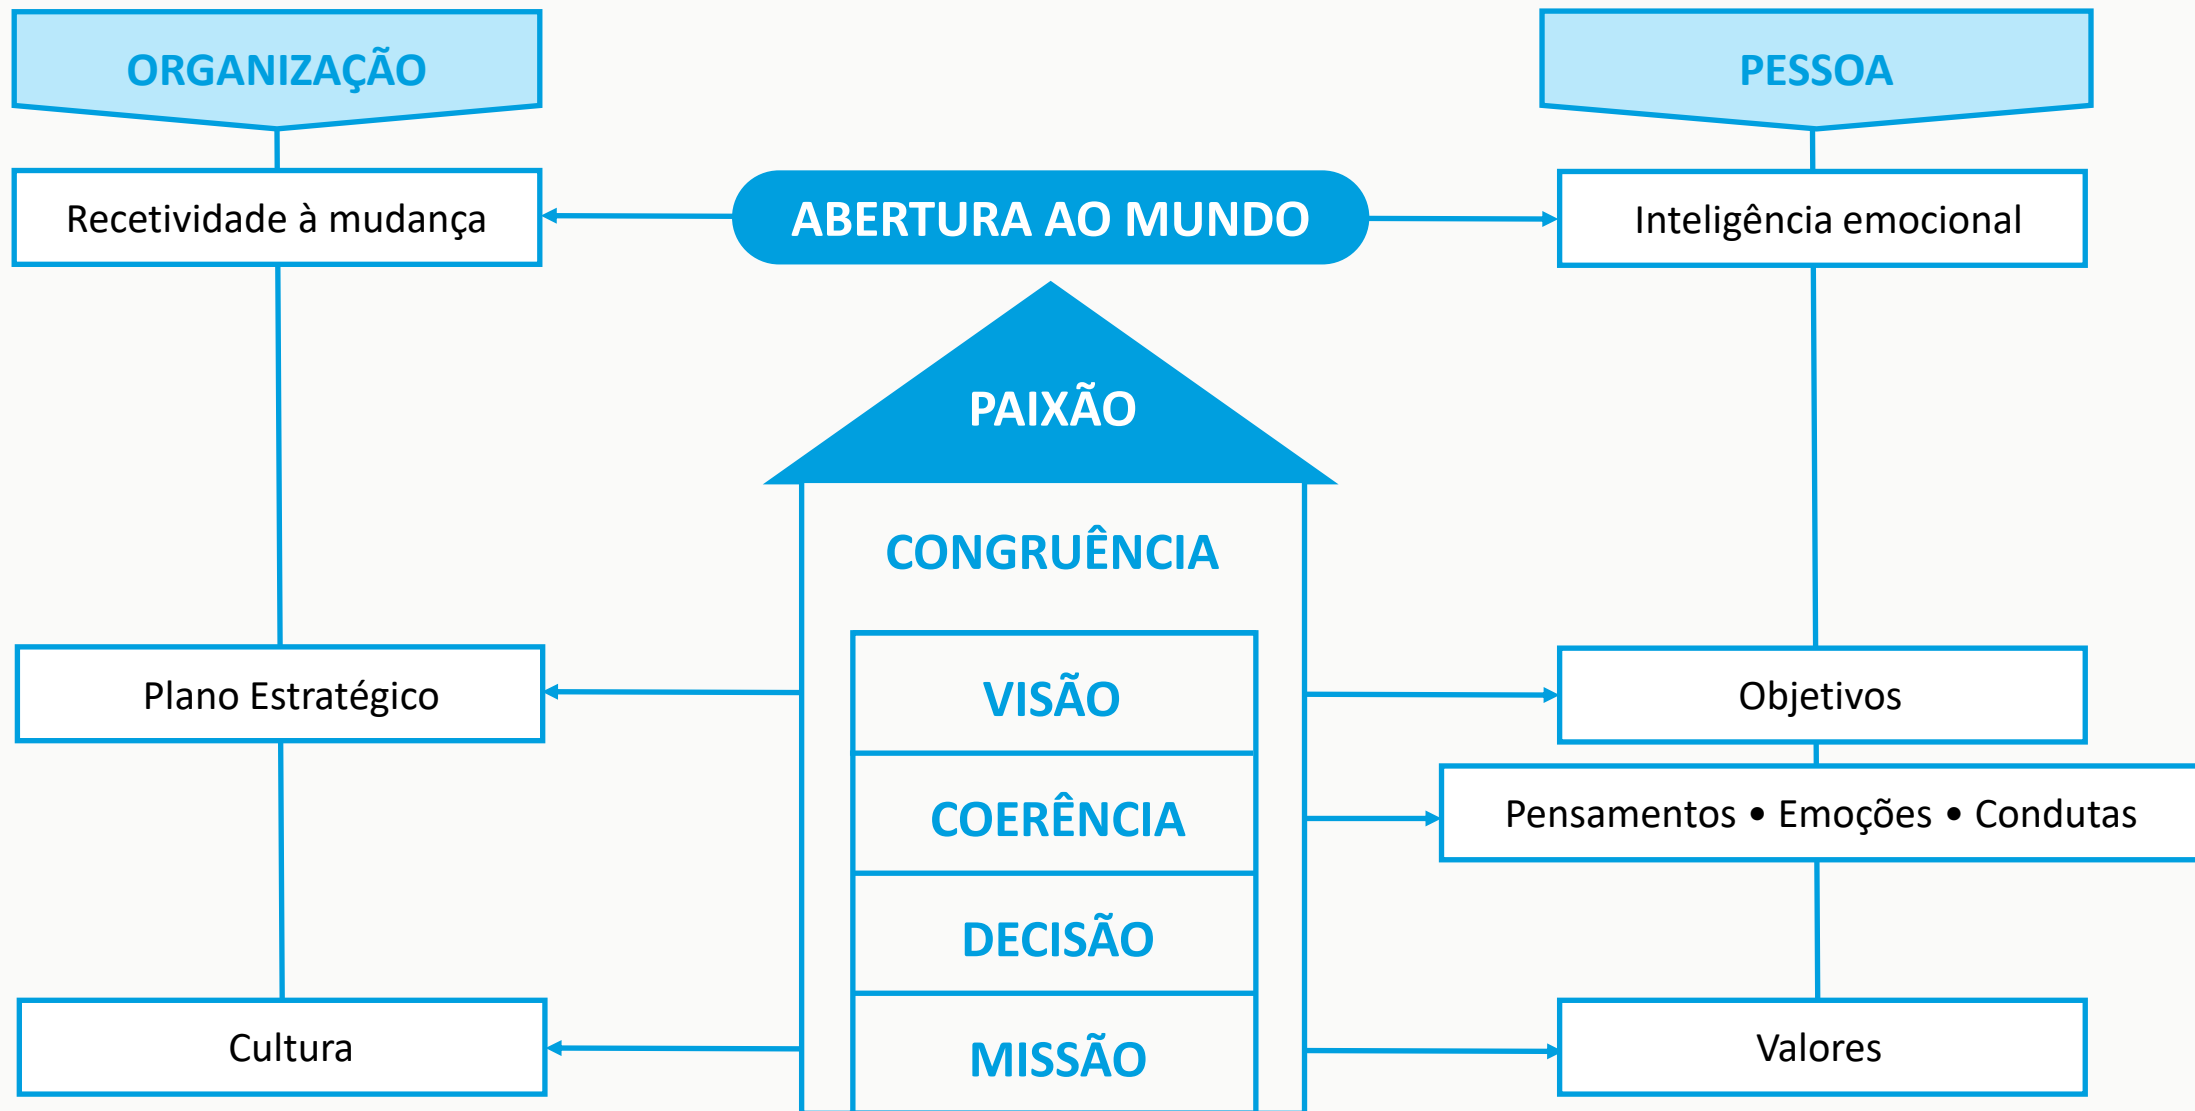 ORGANIZAÇÃO
PESSOA
Recetividade à mudança
ABERTURA AO MUNDO
Inteligência emocional
PAIXÃO
CONGRUÊNCIA
Plano Estratégico
VISÃO
Objetivos
COERÊNCIA
Pensamentos • Emoções • Condutas
DECISÃO
Cultura
MISSÃO
Valores